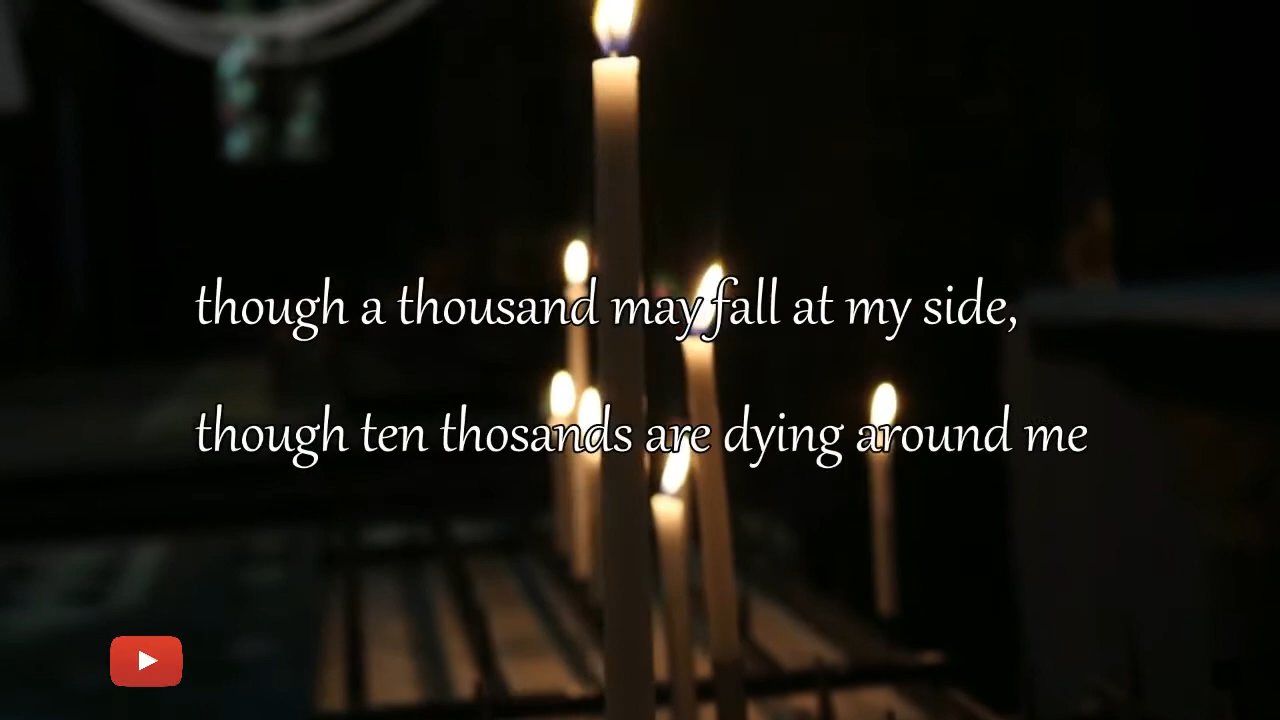 though a thousand may fall at my side,
though ten thosands are dying around me